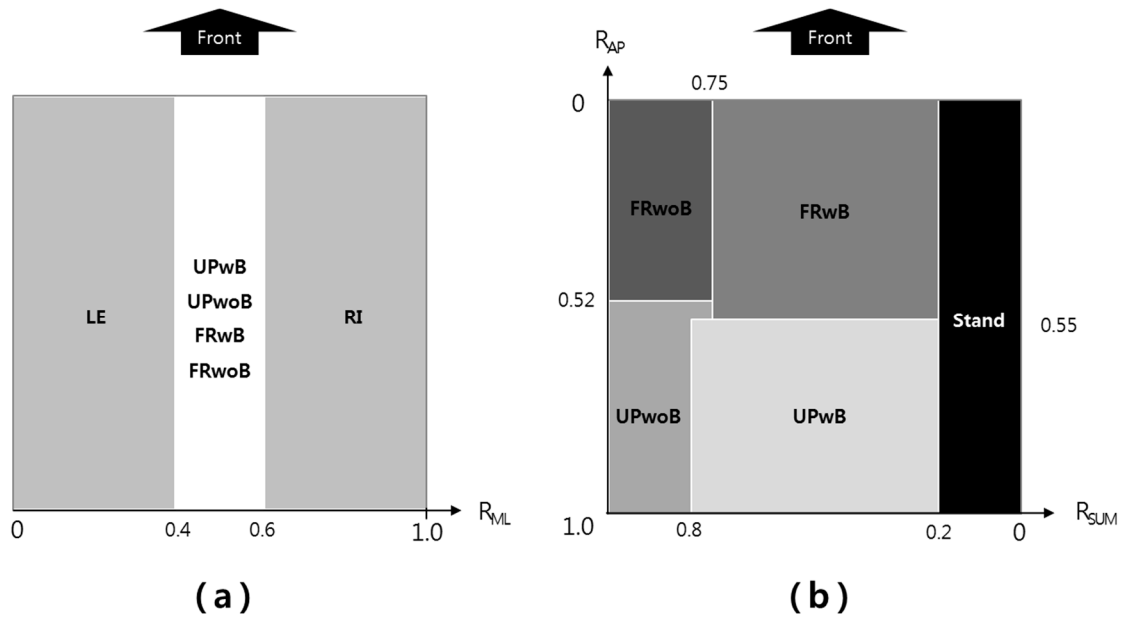 Front
LE
UPwB
UPwoB
FRwB
FRwoB
RI
0
0.4
0.6
1.0
R_ML
(a)
Front
R_AP
0.75
0
FRwoB
FRwB
0.52
Stand
0.55
UPwoB
UPwB
1.0
0.8
0.2
0
R_SUM
(b)